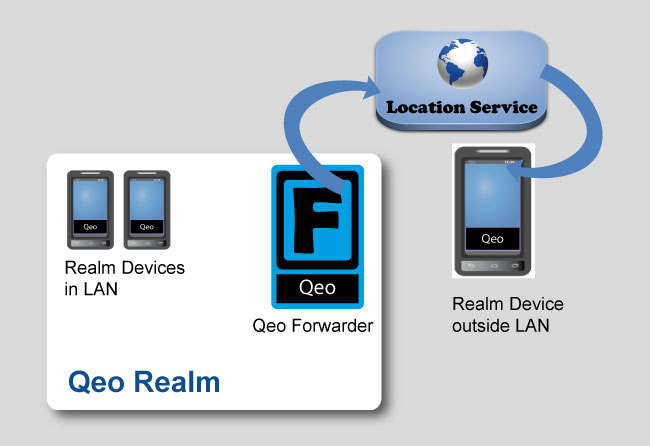 Location Service
Qeo
Qeo
Realm Devices
in LAN
F
Qeo
Qeo Forwarder
Qeo
Realm Device
outside LAN
Qeo Realm